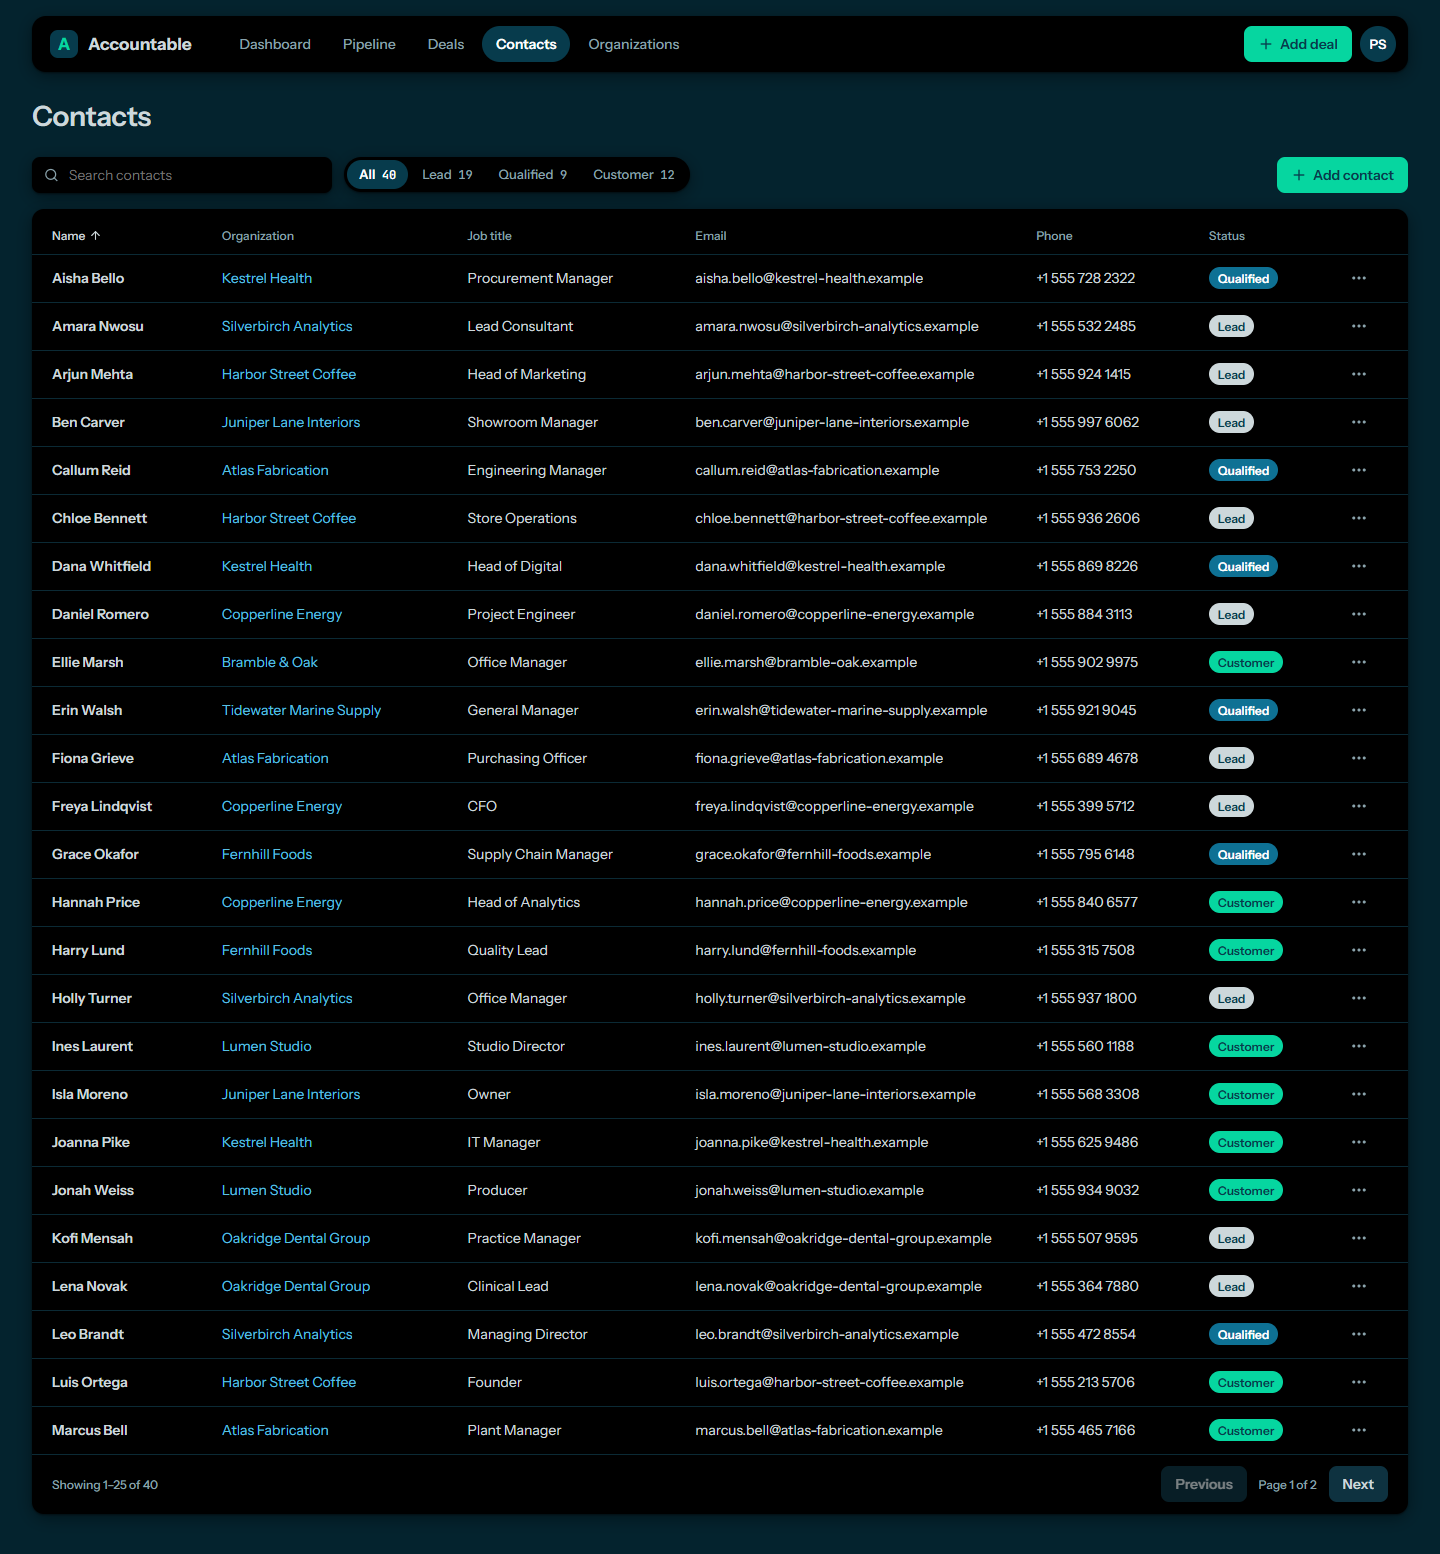 A Accountable Dashboard Pipeline Deals Contacts Organizations + Add deal PS
Contacts
Search contacts All 40 Lead 19 Qualified 9 Customer 12 + Add contact
Name ↑ Organization Job title Email Phone Status
Aisha Bello Kestrel Health Procurement Manager aisha.bello@kestrel-health.example +1 555 728 2322 Qualified
Amara Nwosu Silverbirch Analytics Lead Consultant amara.nwosu@silverbirch-analytics.example +1 555 532 2485 Lead
Arjun Mehta Harbor Street Coffee Head of Marketing arjun.mehta@harbor-street-coffee.example +1 555 924 1415 Lead
Ben Carver Juniper Lane Interiors Showroom Manager ben.carver@juniper-lane-interiors.example +1 555 997 6062 Lead
Callum Reid Atlas Fabrication Engineering Manager callum.reid@atlas-fabrication.example +1 555 753 2250 Qualified
Chloe Bennett Harbor Street Coffee Store Operations chloe.bennett@harbor-street-coffee.example +1 555 936 2606 Lead
Dana Whitfield Kestrel Health Head of Digital dana.whitfield@kestrel-health.example +1 555 869 8226 Qualified
Daniel Romero Copperline Energy Project Engineer daniel.romero@copperline-energy.example +1 555 884 3113 Lead
Ellie Marsh Bramble & Oak Office Manager ellie.marsh@bramble-oak.example +1 555 902 9975 Customer
Erin Walsh Tidewater Marine Supply General Manager erin.walsh@tidewater-marine-supply.example +1 555 921 9045 Qualified
Fiona Grieve Atlas Fabrication Purchasing Officer fiona.grieve@atlas-fabrication.example +1 555 689 4678 Lead
Freya Lindqvist Copperline Energy CFO freya.lindqvist@copperline-energy.example +1 555 399 5712 Lead
Grace Okafor Fernhill Foods Supply Chain Manager grace.okafor@fernhill-foods.example +1 555 795 6148 Qualified
Hannah Price Copperline Energy Head of Analytics hannah.price@copperline-energy.example +1 555 840 6577 Customer
Harry Lund Fernhill Foods Quality Lead harry.lund@fernhill-foods.example +1 555 315 7508 Customer
Holly Turner Silverbirch Analytics Office Manager holly.turner@silverbirch-analytics.example +1 555 937 1800 Lead
Ines Laurent Lumen Studio Studio Director ines.laurent@lumen-studio.example +1 555 560 1188 Customer
Isla Moreno Juniper Lane Interiors Owner isla.moreno@juniper-lane-interiors.example +1 555 568 3308 Customer
Joanna Pike Kestrel Health IT Manager joanna.pike@kestrel-health.example +1 555 625 9486 Customer
Jonah Weiss Lumen Studio Producer jonah.weiss@lumen-studio.example +1 555 934 9032 Customer
Kofi Mensah Oakridge Dental Group Practice Manager kofi.mensah@oakridge-dental-group.example +1 555 507 9595 Lead
Lena Novak Oakridge Dental Group Clinical Lead lena.novak@oakridge-dental-group.example +1 555 364 7880 Lead
Leo Brandt Silverbirch Analytics Managing Director leo.brandt@silverbirch-analytics.example +1 555 472 8554 Qualified
Luis Ortega Harbor Street Coffee Founder luis.ortega@harbor-street-coffee.example +1 555 213 5706 Customer
Marcus Bell Atlas Fabrication Plant Manager marcus.bell@atlas-fabrication.example +1 555 465 7166 Customer
Showing 1–25 of 40 Previous Page 1 of 2 Next